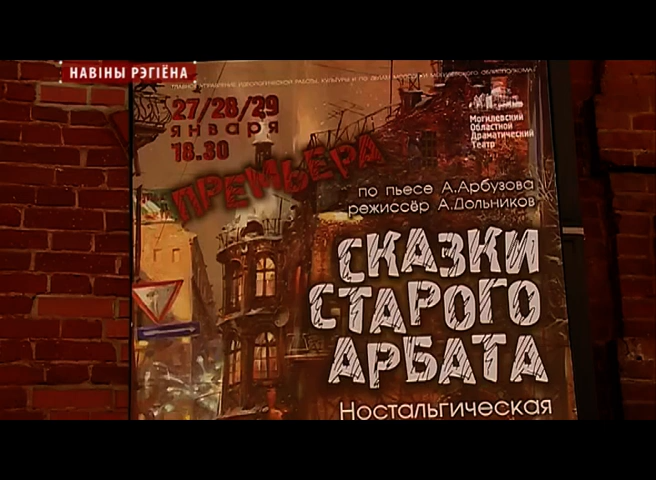 НАВІНЫ РЭГІЁНА
27/28/29
января
18.30
Могилевский
Областной
Драматический
Театр
ПРЕМЬЕРА
по пьесе А.Арбузова
режиссёр А.Дольников
СКАЗКИ
СТАРОГО
АРБАТА
Ностальгическая